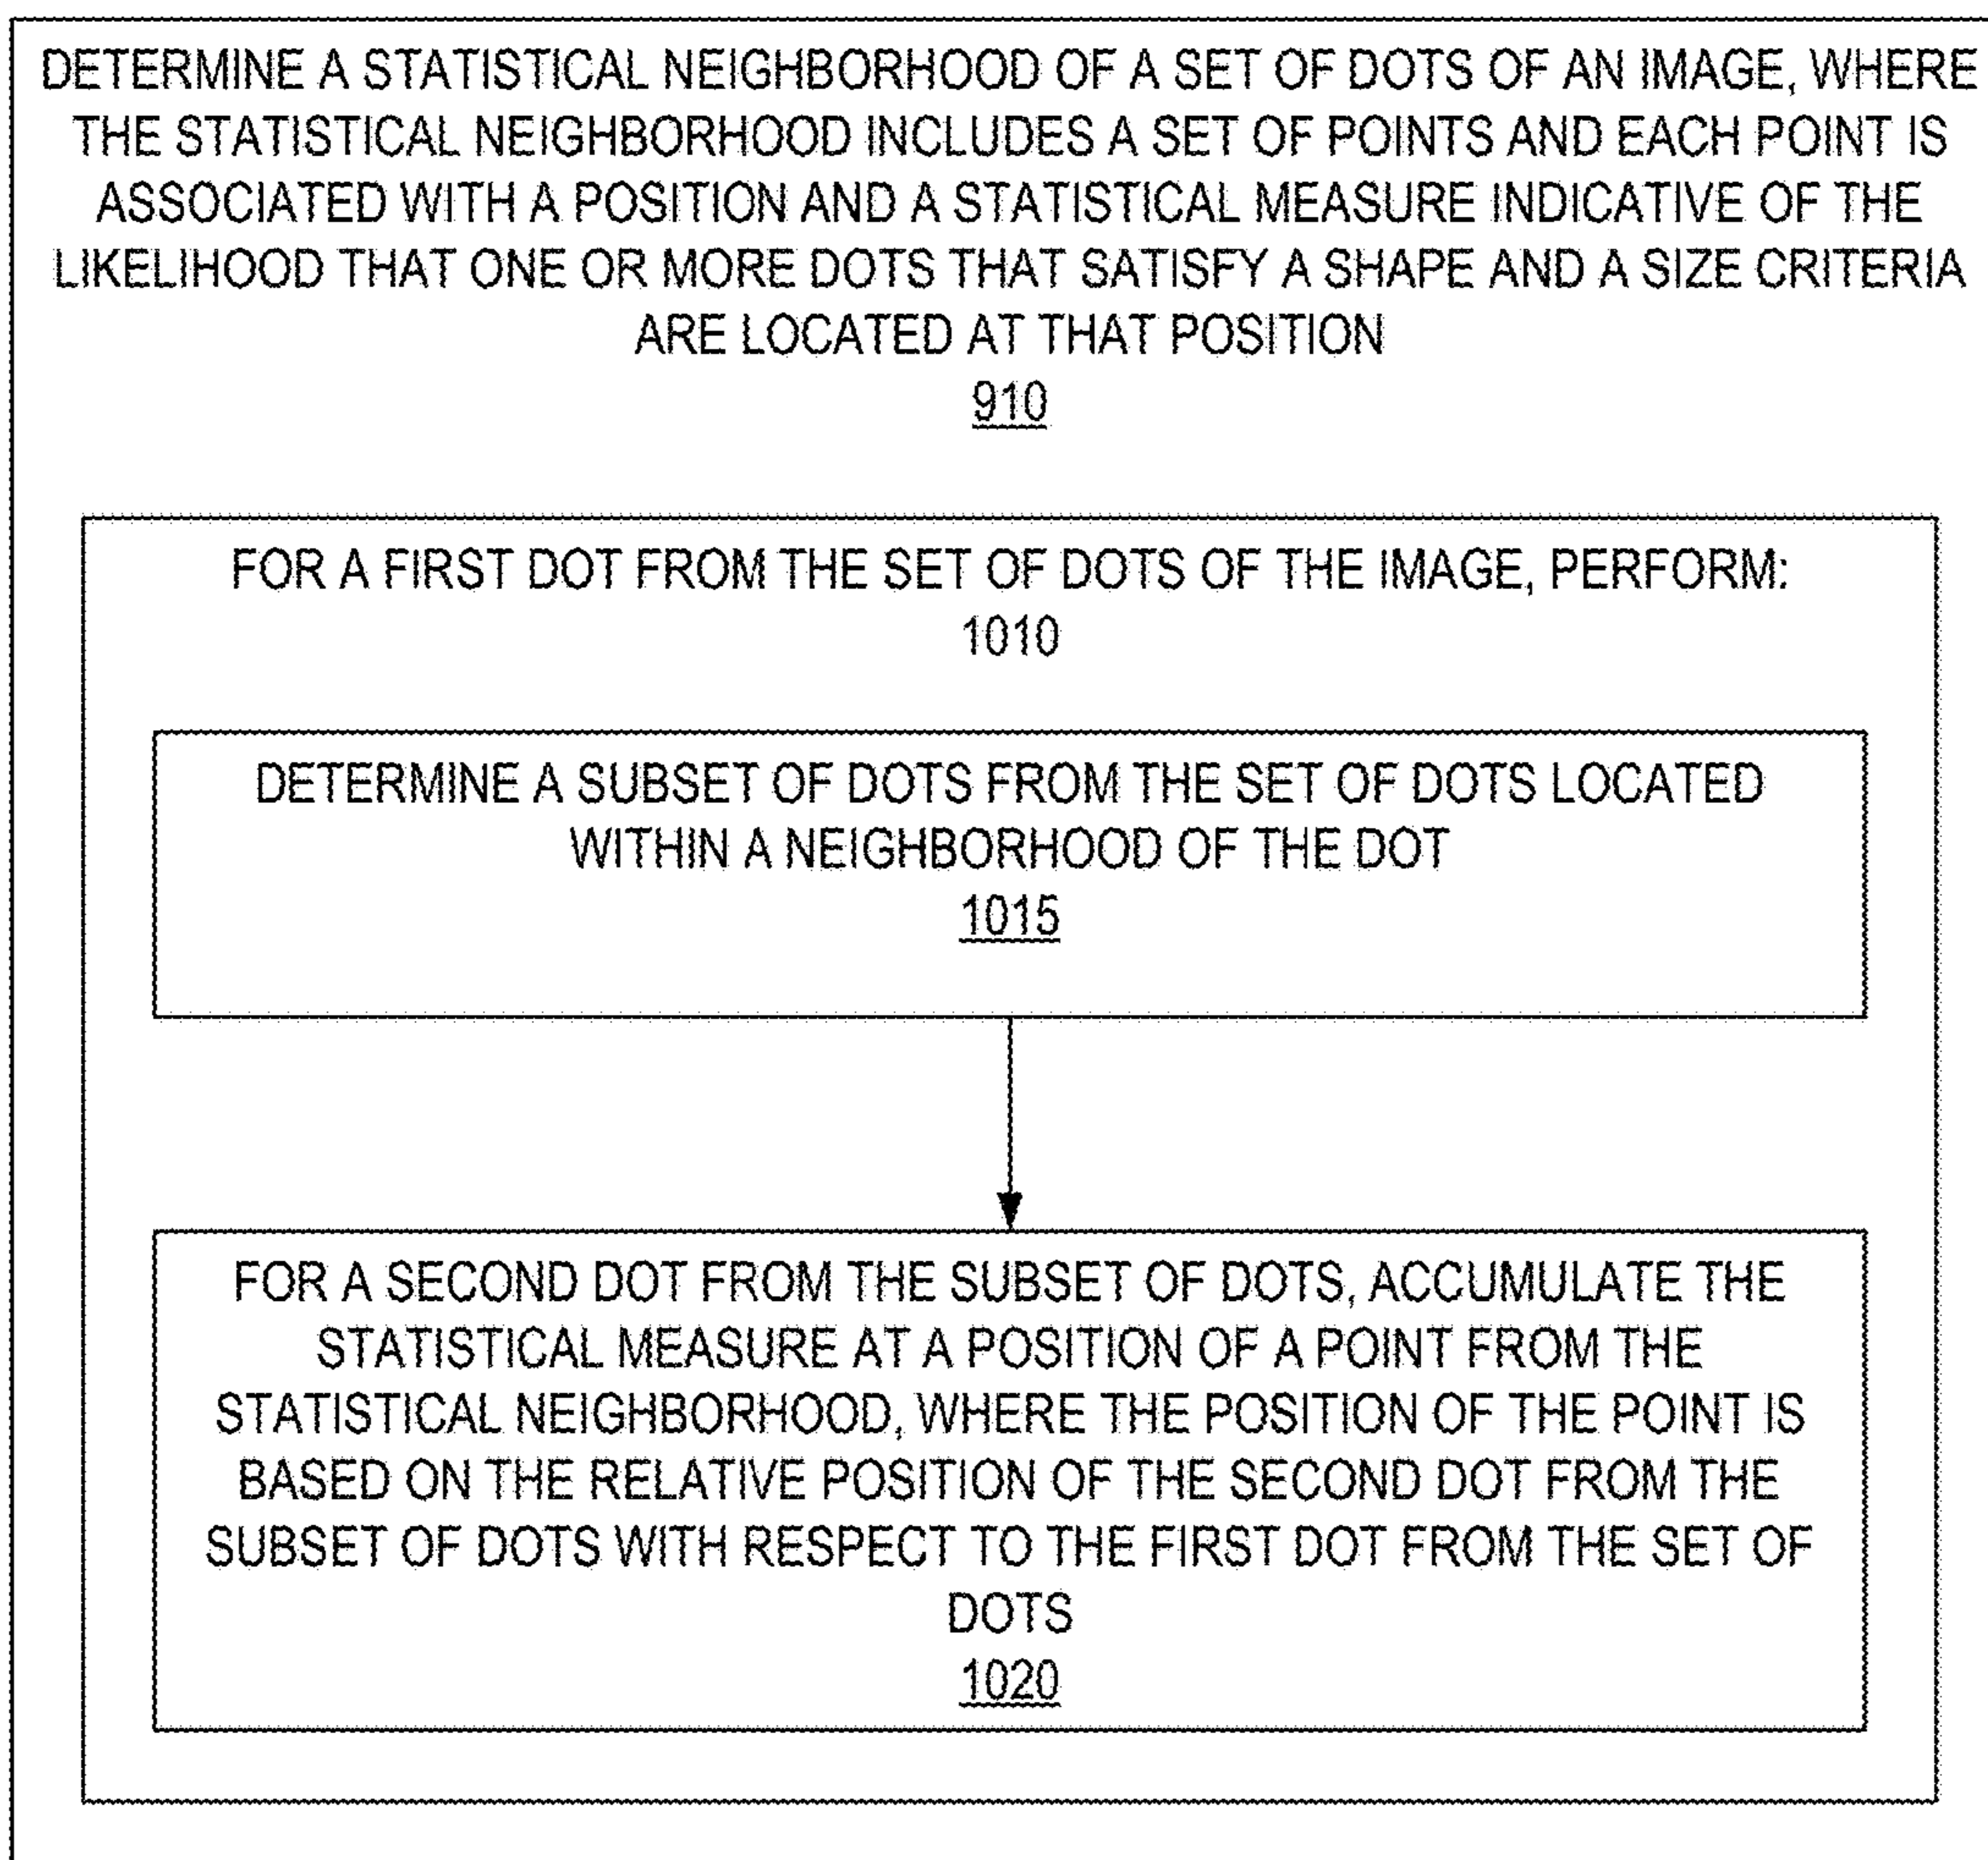 DETERMINE A STATISTICAL NEIGHBORHOOD OF A SET OF DOTS OF AN IMAGE, WHERE
THE STATISTICAL NEIGHBORHOOD INCLUDES A SET OF POINTS AND EACH POINT IS
ASSOCIATED WITH A POSITION AND A STATISTICAL MEASURE INDICATIVE OF THE
LIKELIHOOD THAT ONE OR MORE DOTS THAT SATISFY A SHAPE AND A SIZE CRITERIA
ARE LOCATED AT THAT POSITION
910
FOR A FIRST DOT FROM THE SET OF DOTS OF THE IMAGE, PERFORM:
1010
DETERMINE A SUBSET OF DOTS FROM THE SET OF DOTS LOCATED
WITHIN A NEIGHBORHOOD OF THE DOT
1015
FOR A SECOND DOT FROM THE SUBSET OF DOTS, ACCUMULATE THE
STATISTICAL MEASURE AT A POSITION OF A POINT FROM THE
STATISTICAL NEIGHBORHOOD, WHERE THE POSITION OF THE POINT IS
BASED ON THE RELATIVE POSITION OF THE SECOND DOT FROM THE
SUBSET OF DOTS WITH RESPECT TO THE FIRST DOT FROM THE SET OF
DOTS
1020